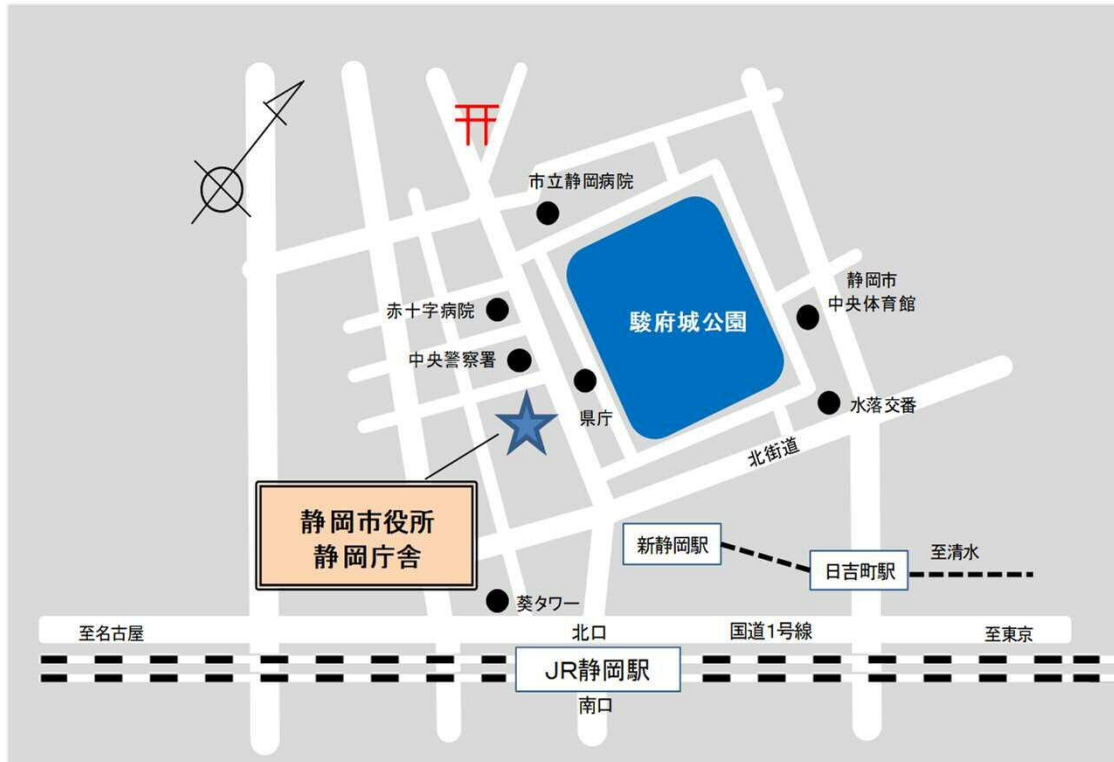 市立静岡病院
静岡市
中央体育館
赤十字病院
駿府城公園
中央警察署
水落交番
県庁
北街道
静岡市役所
静岡庁舎
新静岡駅
至清水
日吉町駅
葵タワー
至名古屋
北口
国道1号線
至東京
JR静岡駅
南口